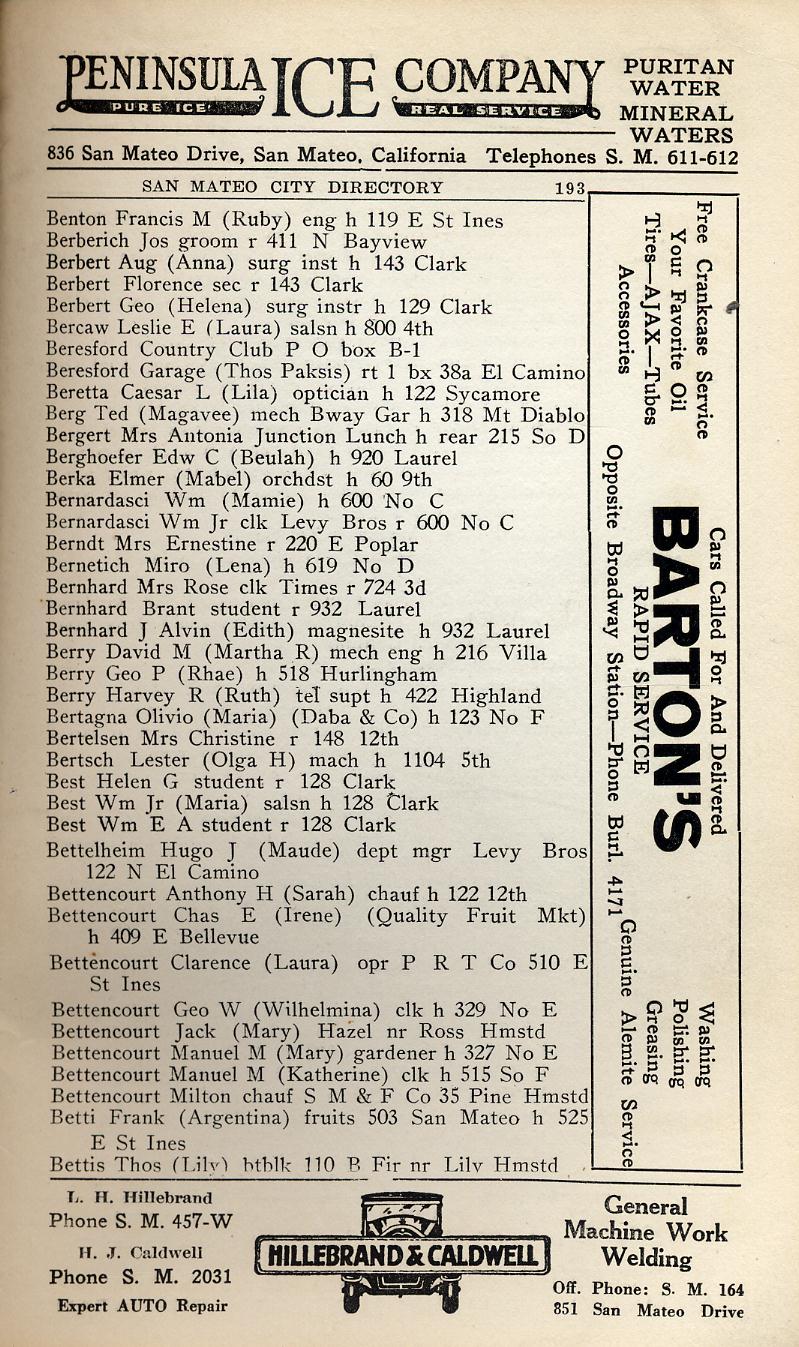 PENINSULA ICE COMPANY
PURE ICE
REAL SERVICE
PURITAN
WATER
MINERAL
WATERS
836 San Mateo Drive, San Mateo, California Telephones S. M. 611-612
SAN MATEO CITY DIRECTORY 193
Benton Francis M (Ruby) eng h 119 E St Ines
Berberich Jos groom r 411 N Bayview
Berbert Aug (Anna) surg inst h 143 Clark
Berbert Florence sec r 143 Clark
Berbert Geo (Helena) surg instr h 129 Clark
Bercaw Leslie E (Laura) salsn h 800 4th
Beresford Country Club P O box B-1
Beresford Garage (Thos Paksis) rt 1 bx 38a El Camino
Beretta Caesar L (Lila) optician h 122 Sycamore
Berg Ted (Magavee) mech Bway Gar h 318 Mt Diablo
Bergert Mrs Antonia Junction Lunch h rear 215 So D
Berghoefer Edw C (Beulah) h 920 Laurel
Berka Elmer (Mabel) orchdst h 60 9th
Bernardasci Wm (Mamie) h 600 No C
Bernardasci Wm Jr clk Levy Bros r 600 No C
Berndt Mrs Ernestine r 220 E Poplar
Bernetich Miro (Lena) h 619 No D
Bernhard Mrs Rose clk Times r 724 3d
Bernhard Brant student r 932 Laurel
Bernhard J Alvin (Edith) magnesite h 932 Laurel
Berry David M (Martha R) mech eng h 216 Villa
Berry Geo P (Rhae) h 518 Hurlingham
Berry Harvey R (Ruth) tel supt h 422 Highland
Bertagna Olivio (Maria) (Daba & Co) h 123 No F
Bertelsen Mrs Christine r 148 12th
Bertsch Lester (Olga H) mach h 1104 5th
Best Helen G student r 128 Clark
Best Wm Jr (Maria) salsn h 128 Clark
Best Wm E A student r 128 Clark
Bettelheim Hugo J (Maude) dept mgr Levy Bros
122 N El Camino
Bettencourt Anthony H (Sarah) chauf h 122 12th
Bettencourt Chas E (Irene) (Quality Fruit Mkt)
h 409 E Bellevue
Bettencourt Clarence (Laura) opr P R T Co 510 E
St Ines
Bettencourt Geo W (Wilhelmina) clk h 329 No E
Bettencourt Jack (Mary) Hazel nr Ross Hmstd
Bettencourt Manuel M (Mary) gardener h 327 No E
Bettencourt Manuel M (Katherine) clk h 515 So F
Bettencourt Milton chauf S M & F Co 35 Pine Hmstd
Betti Frank (Argentina) fruits 503 San Mateo h 525
E St Ines
Bettis Thos (Lily) btblk 110 B Fir nr Lily Hmstd
Free Crankcase Service
Your Favorite Oil
Tires—AJAX—Tubes
Accessories
Cars Called For And Delivered
BARTON'S
RAPID SERVICE
Opposite Broadway Station—Phone Burl. 4171
Washing
Polishing
Greasing
Genuine Alemite Service
L. H. Hillebrand
Phone S. M. 457-W
H. J. Caldwell
Phone S. M. 2031
Expert AUTO Repair
HILLEBRAND & CALDWELL
General
Machine Work
Welding
Off. Phone: S. M. 164
851 San Mateo Drive